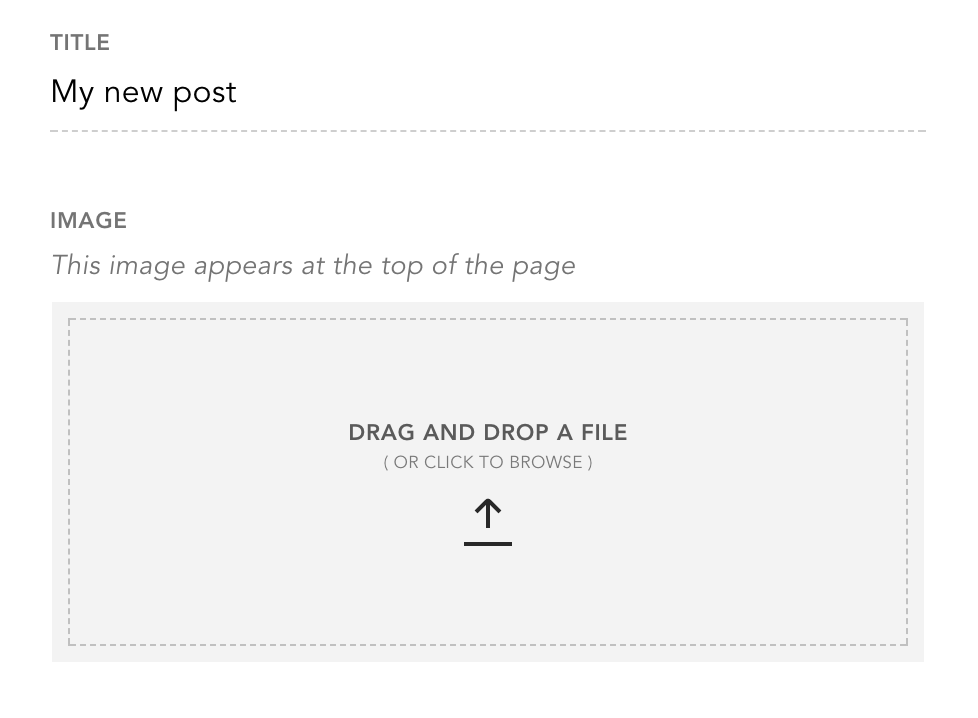 TITLE
My new post
IMAGE
This image appears at the top of the page
DRAG AND DROP A FILE
( OR CLICK TO BROWSE )